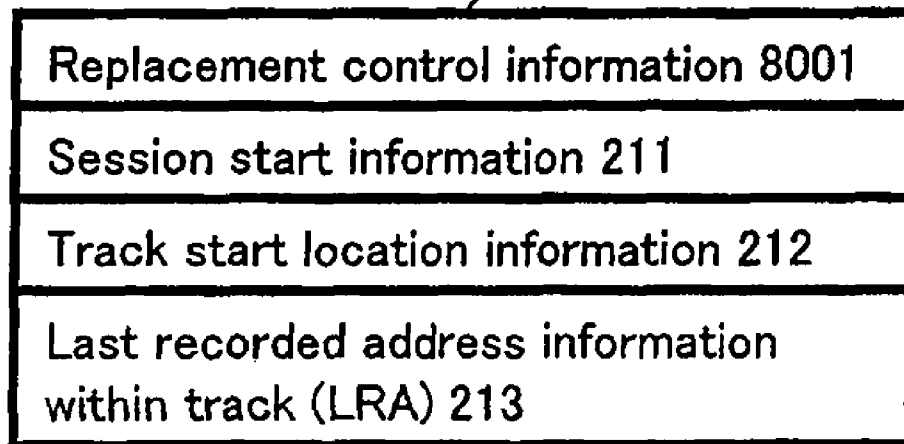 Replacement control information 8001
Session start information 211
Track start location information 212
Last recorded address information
within track (LRA) 213